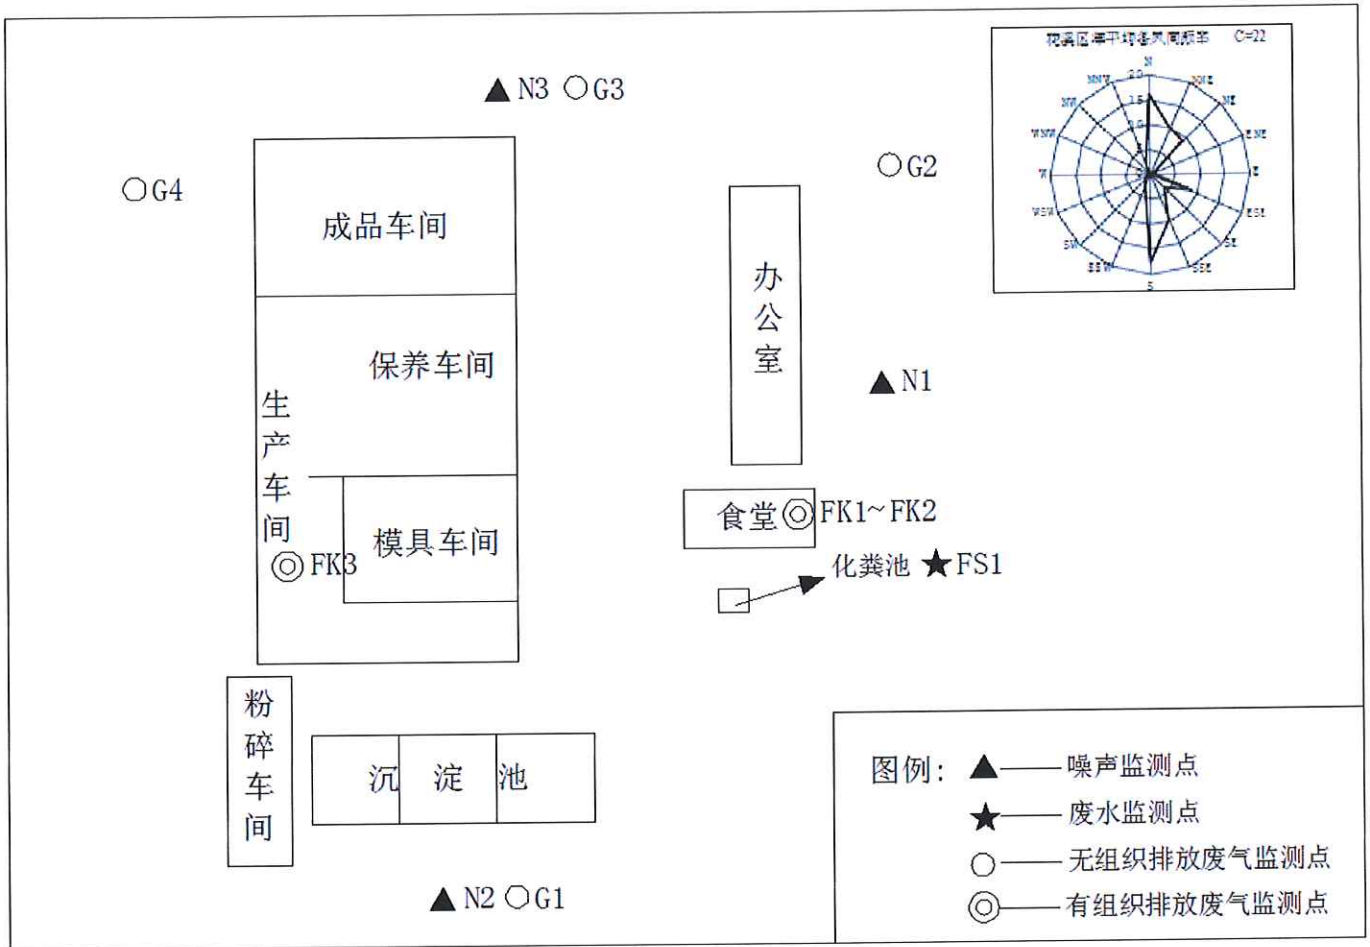 N3 G3
G4
G2
C=22
N
NNE
NE
ENE
E
ESE
SE
SSE
S
SSW
SW
WSW
W
WNW
NW
NNW
成品车间
办公室
保养车间
生产车间
N1
模具车间
食堂 FK1~FK2
FK3
化粪池 FS1
粉碎车间
沉淀池
N2 G1
图例:
噪声监测点
废水监测点
无组织排放废气监测点
有组织排放废气监测点